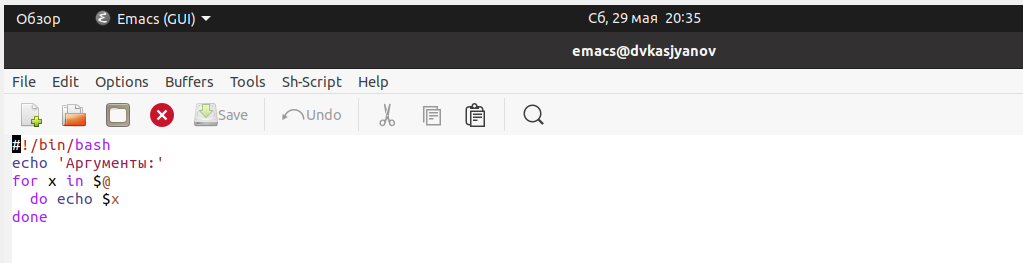 Обзор Emacs (GUI) Сб, 29 мая 20:35
emacs@dvkasjyanov
File Edit Options Buffers Tools Sh-Script Help
Save Undo
#!/bin/bash
echo 'Аргументы:'
for x in $@
  do echo $x
done